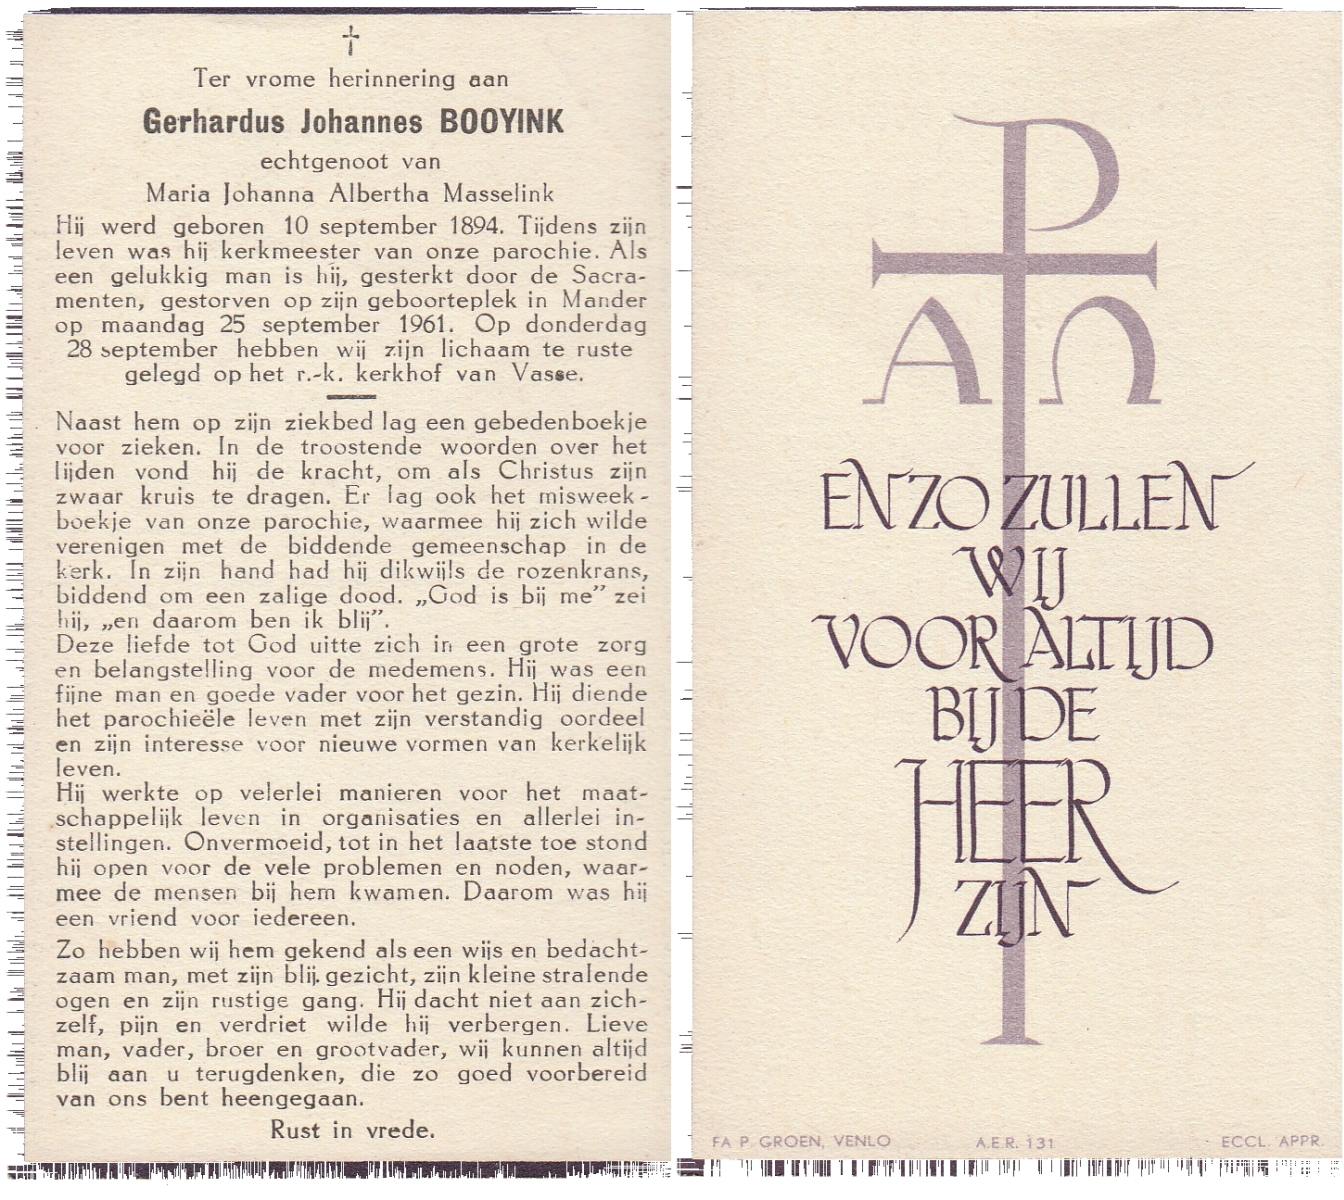 Ter vrome herinnering aan
Gerhardus Johannes BOOYINK
echtgenoot van
Maria Johanna Albertha Masselink
Hij werd geboren 10 september 1894. Tijdens zijn
leven was hij kerkmeester van onze parochie. Als
een gelukkig man is hij, gesterkt door de Sacra-
menten, gestorven op zijn geboorteplek in Mander
op maandag 25 september 1961. Op donderdag
28 september hebben wij zijn lichaam te ruste
gelegd op het r.-k. kerkhof van Vasse.
Naast hem op zijn ziekbed lag een gebedenboekje
voor zieken. In de troostende woorden over het
lijden vond hij de kracht, om als Christus zijn
zwaar kruis te dragen. Er lag ook het misweek-
boekje van onze parochie, waarmee hij zich wilde
verenigen met de biddende gemeenschap in de
kerk. In zijn hand had hij dikwijls de rozenkrans,
biddend om een zalige dood. „God is bij me” zei
hij, „en daarom ben ik blij”.
Deze liefde tot God uitte zich in een grote zorg
en belangstelling voor de medemens. Hij was een
fijne man en goede vader voor het gezin. Hij diende
het parochieële leven met zijn verstandig oordeel
en zijn interesse voor nieuwe vormen van kerkelijk
leven.
Hij werkte op velerlei manieren voor het maat-
schappelijk leven in organisaties en allerlei in-
stellingen. Onvermoeid, tot in het laatste toe stond
hij open voor de vele problemen en noden, waar-
mee de mensen bij hem kwamen. Daarom was hij
een vriend voor iedereen.
Zo hebben wij hem gekend als een wijs en bedacht-
zaam man, met zijn blij gezicht, zijn kleine stralende
ogen en zijn rustige gang. Hij dacht niet aan zich-
zelf, pijn en verdriet wilde hij verbergen. Lieve
man, vader, broer en grootvader, wij kunnen altijd
blij aan u terugdenken, die zo goed voorbereid
van ons bent heengegaan.
Rust in vrede.
P
A Ω
EN ZO ZULLEN
WIJ
VOOR ALTIJD
BIJ DE
HEER
ZIJN
FA P. GROEN, VENLO A.E.R. 131 ECCL. APPR.